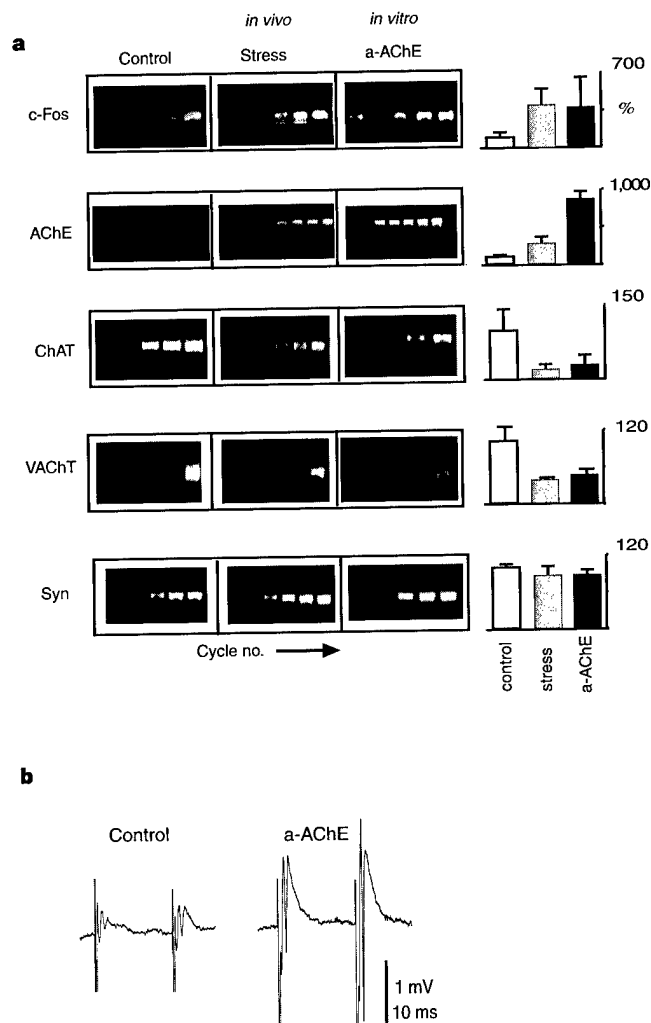 in vivo in vitro
a
Control Stress a-AChE
c-Fos 700
%
AChE 1,000
ChAT 150
VAChT 120
Syn 120
Cycle no.
control stress a-AChE
b
Control a-AChE
1 mV
10 ms